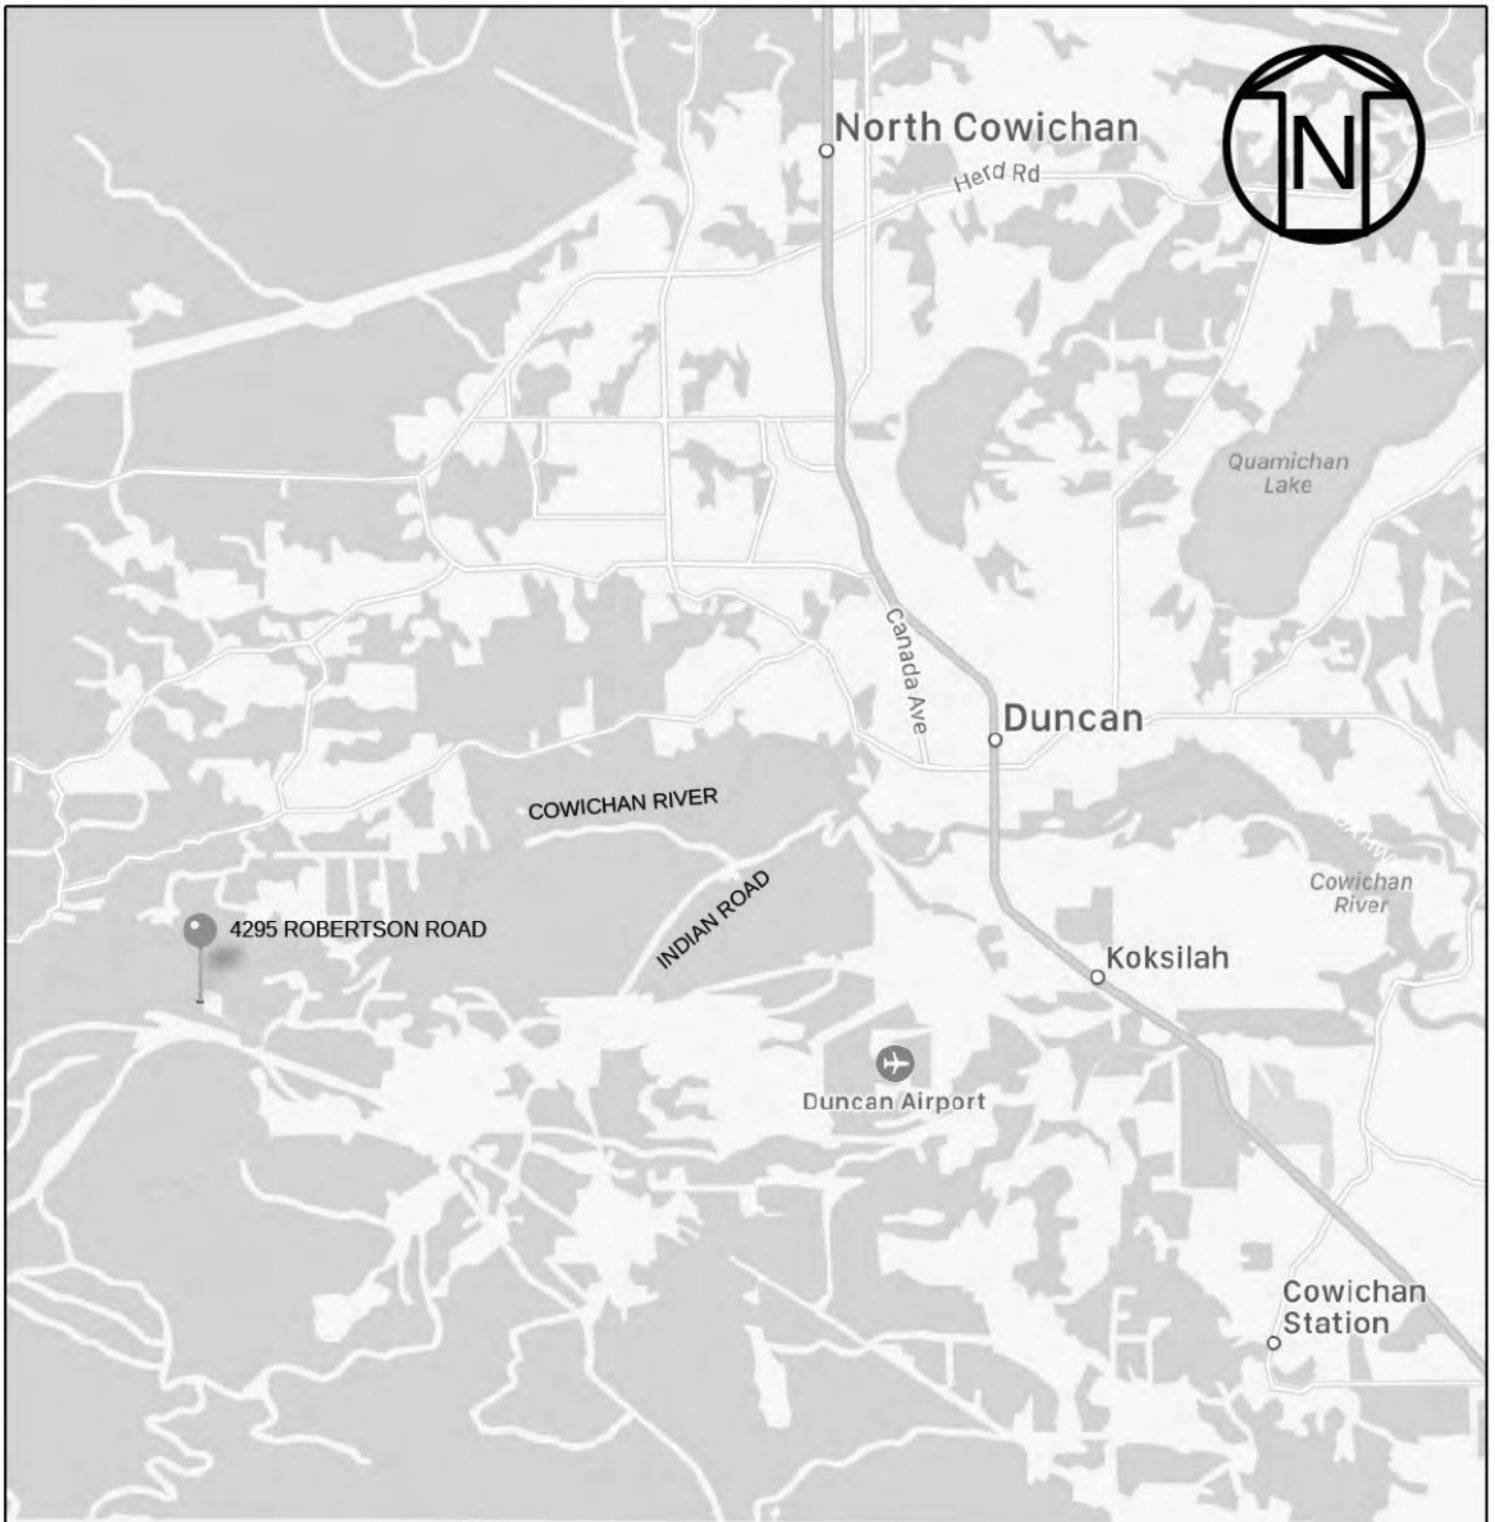 North Cowichan
N
Herd Rd
Quamichan
Lake
Canada Ave
Duncan
COWICHAN RIVER
Cowichan
River
INDIAN ROAD
4295 ROBERTSON ROAD
Koksilah
Duncan Airport
Cowichan
Station